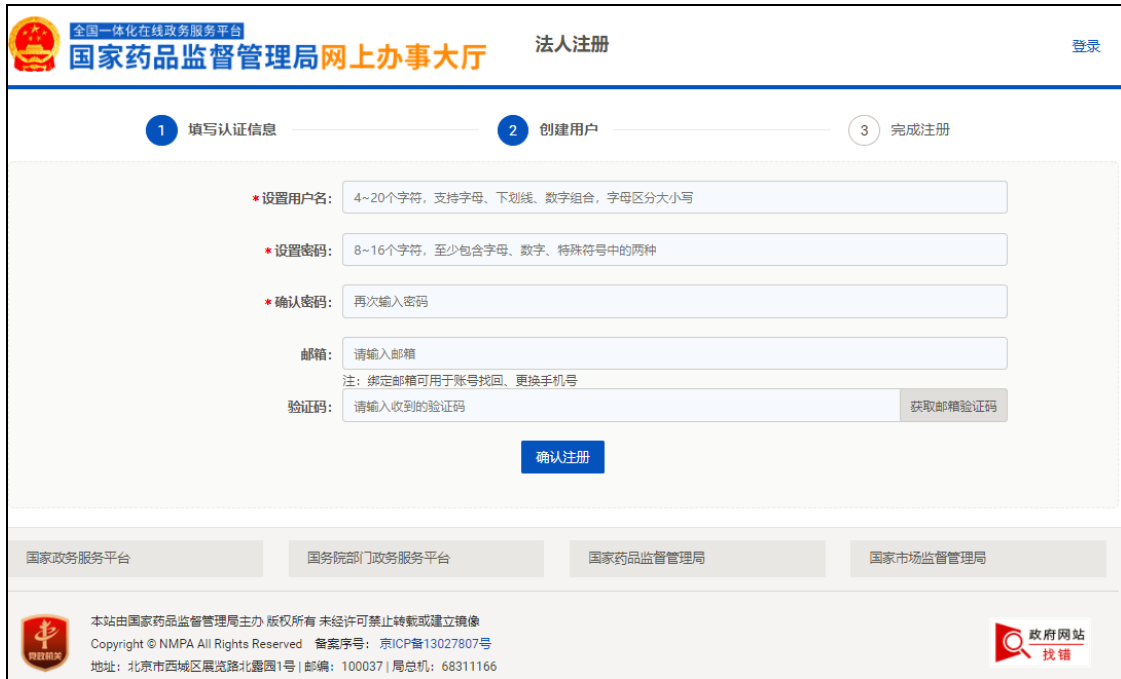 全国一体化在线政务服务平台
国家药品监督管理局网上办事大厅
法人注册
登录
1 填写认证信息
2 创建用户
3 完成注册
*设置用户名： 4~20个字符，支持字母、下划线、数字组合，字母区分大小写
*设置密码： 8~16个字符，至少包含字母、数字、特殊符号中的两种
*确认密码： 再次输入密码
邮箱： 请输入邮箱
注：绑定邮箱可用于账号找回、更换手机号
验证码： 请输入收到的验证码 获取邮箱验证码
确认注册
国家政务服务平台 国务院部门政务服务平台 国家药品监督管理局 国家市场监督管理局
本站由国家药品监督管理局主办 版权所有 未经许可禁止转载或建立镜像
Copyright © NMPA All Rights Reserved 备案序号：京ICP备13027807号
地址：北京市西城区展览路北露园1号 | 邮编：100037 | 局总机：68311166
党政机关
政府网站
找错